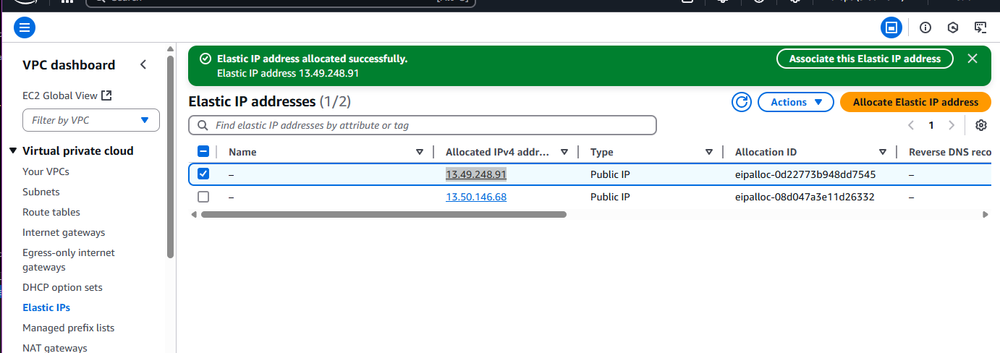 VPC dashboard
EC2 Global View
Filter by VPC
Virtual private cloud
Your VPCs
Subnets
Route tables
Internet gateways
Egress-only internet
gateways
DHCP option sets
Elastic IPs
Managed prefix lists
NAT gateways
Elastic IP address allocated successfully.
Elastic IP address 13.49.248.91
Associate this Elastic IP address
Elastic IP addresses (1/2)
Actions
Allocate Elastic IP address
Find elastic IP addresses by attribute or tag
1
Name Allocated IPv4 addr... Type Allocation ID Reverse DNS reco
– 13.49.248.91 Public IP eipalloc-0d22773b948dd7545 –
– 13.50.146.68 Public IP eipalloc-08d047a3e11d26332 –